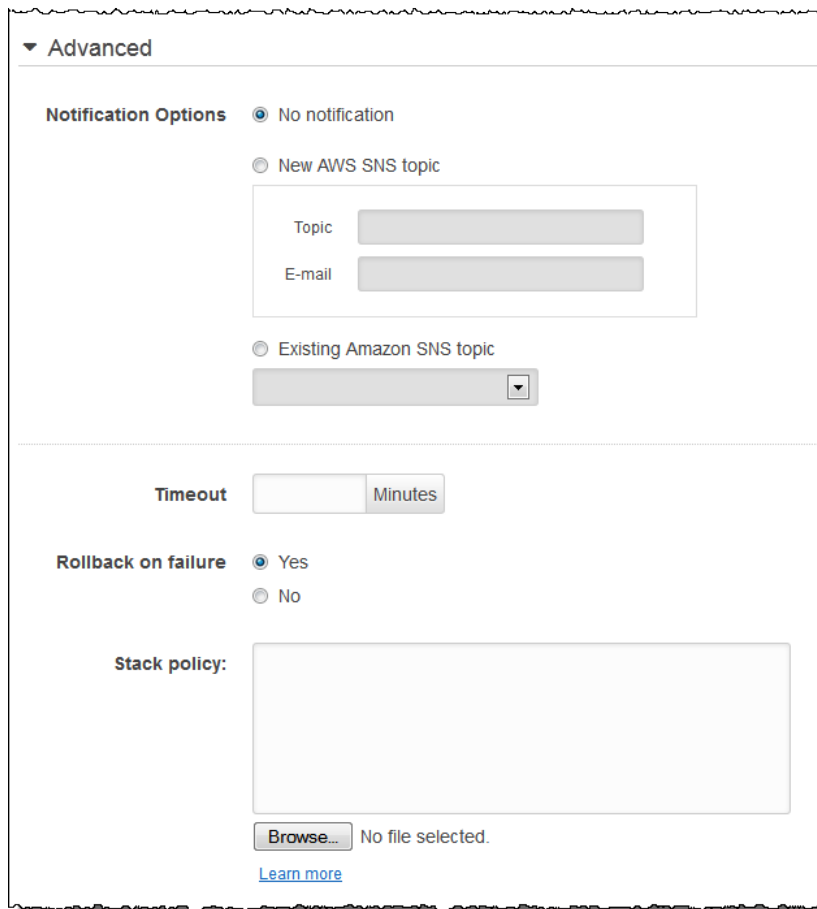 Advanced
Notification Options
No notification
New AWS SNS topic
Topic
E-mail
Existing Amazon SNS topic
Timeout
Minutes
Rollback on failure
Yes
No
Stack policy:
Browse... No file selected.
Learn more